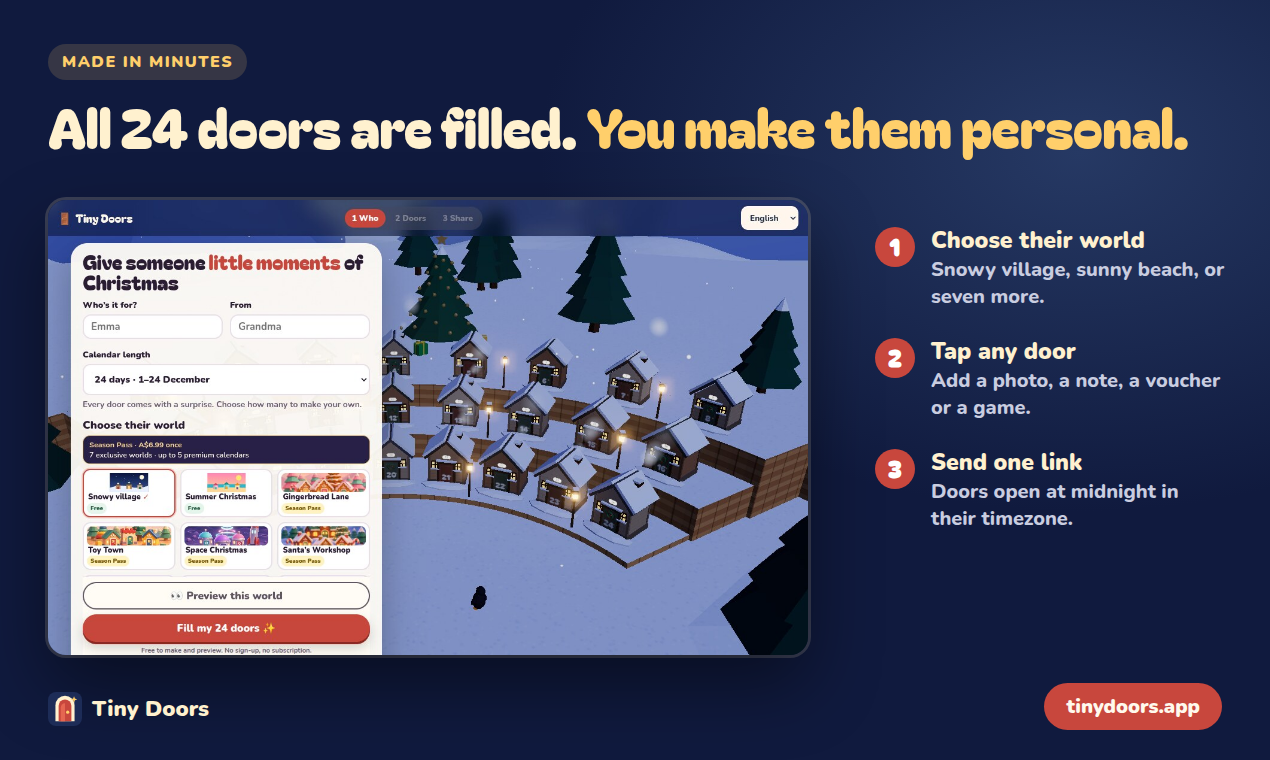 MADE IN MINUTES
All 24 doors are filled. You make them personal.
Tiny Doors
1 Who
2 Doors
3 Share
English
Give someone little moments of
Christmas
Who's it for?
From
Emma
Grandma
Calendar length
24 days · 1–24 December
Every door comes with a surprise. Choose how many to make your own.
Choose their world
Season Pass · A$6.99 once
7 exclusive worlds · up to 5 premium calendars
Snowy village ✓
Summer Christmas
Gingerbread Lane
Free
Free
Season Pass
Toy Town
Space Christmas
Santa's Workshop
Season Pass
Season Pass
Season Pass
👀 Preview this world
Fill my 24 doors ✨
Free to make and preview. No sign-up, no subscription.
20
21
22
23
24
1
Choose their world
Snowy village, sunny beach, or
seven more.
2
Tap any door
Add a photo, a note, a voucher
or a game.
3
Send one link
Doors open at midnight in
their timezone.
Tiny Doors
tinydoors.app